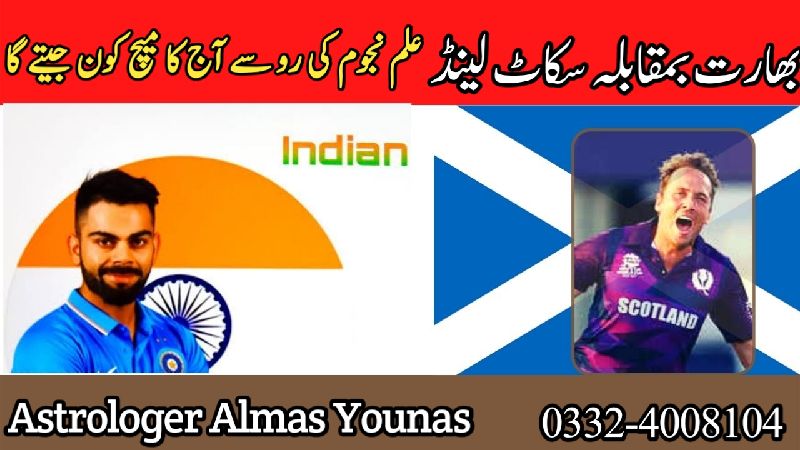 بھارت بمقابلہ سکاٹ لینڈ علم نجوم کی رو سے آج کا میچ کون جیتے گا
Indian
SCOTLAND
Astrologer Almas Younas
0332-4008104